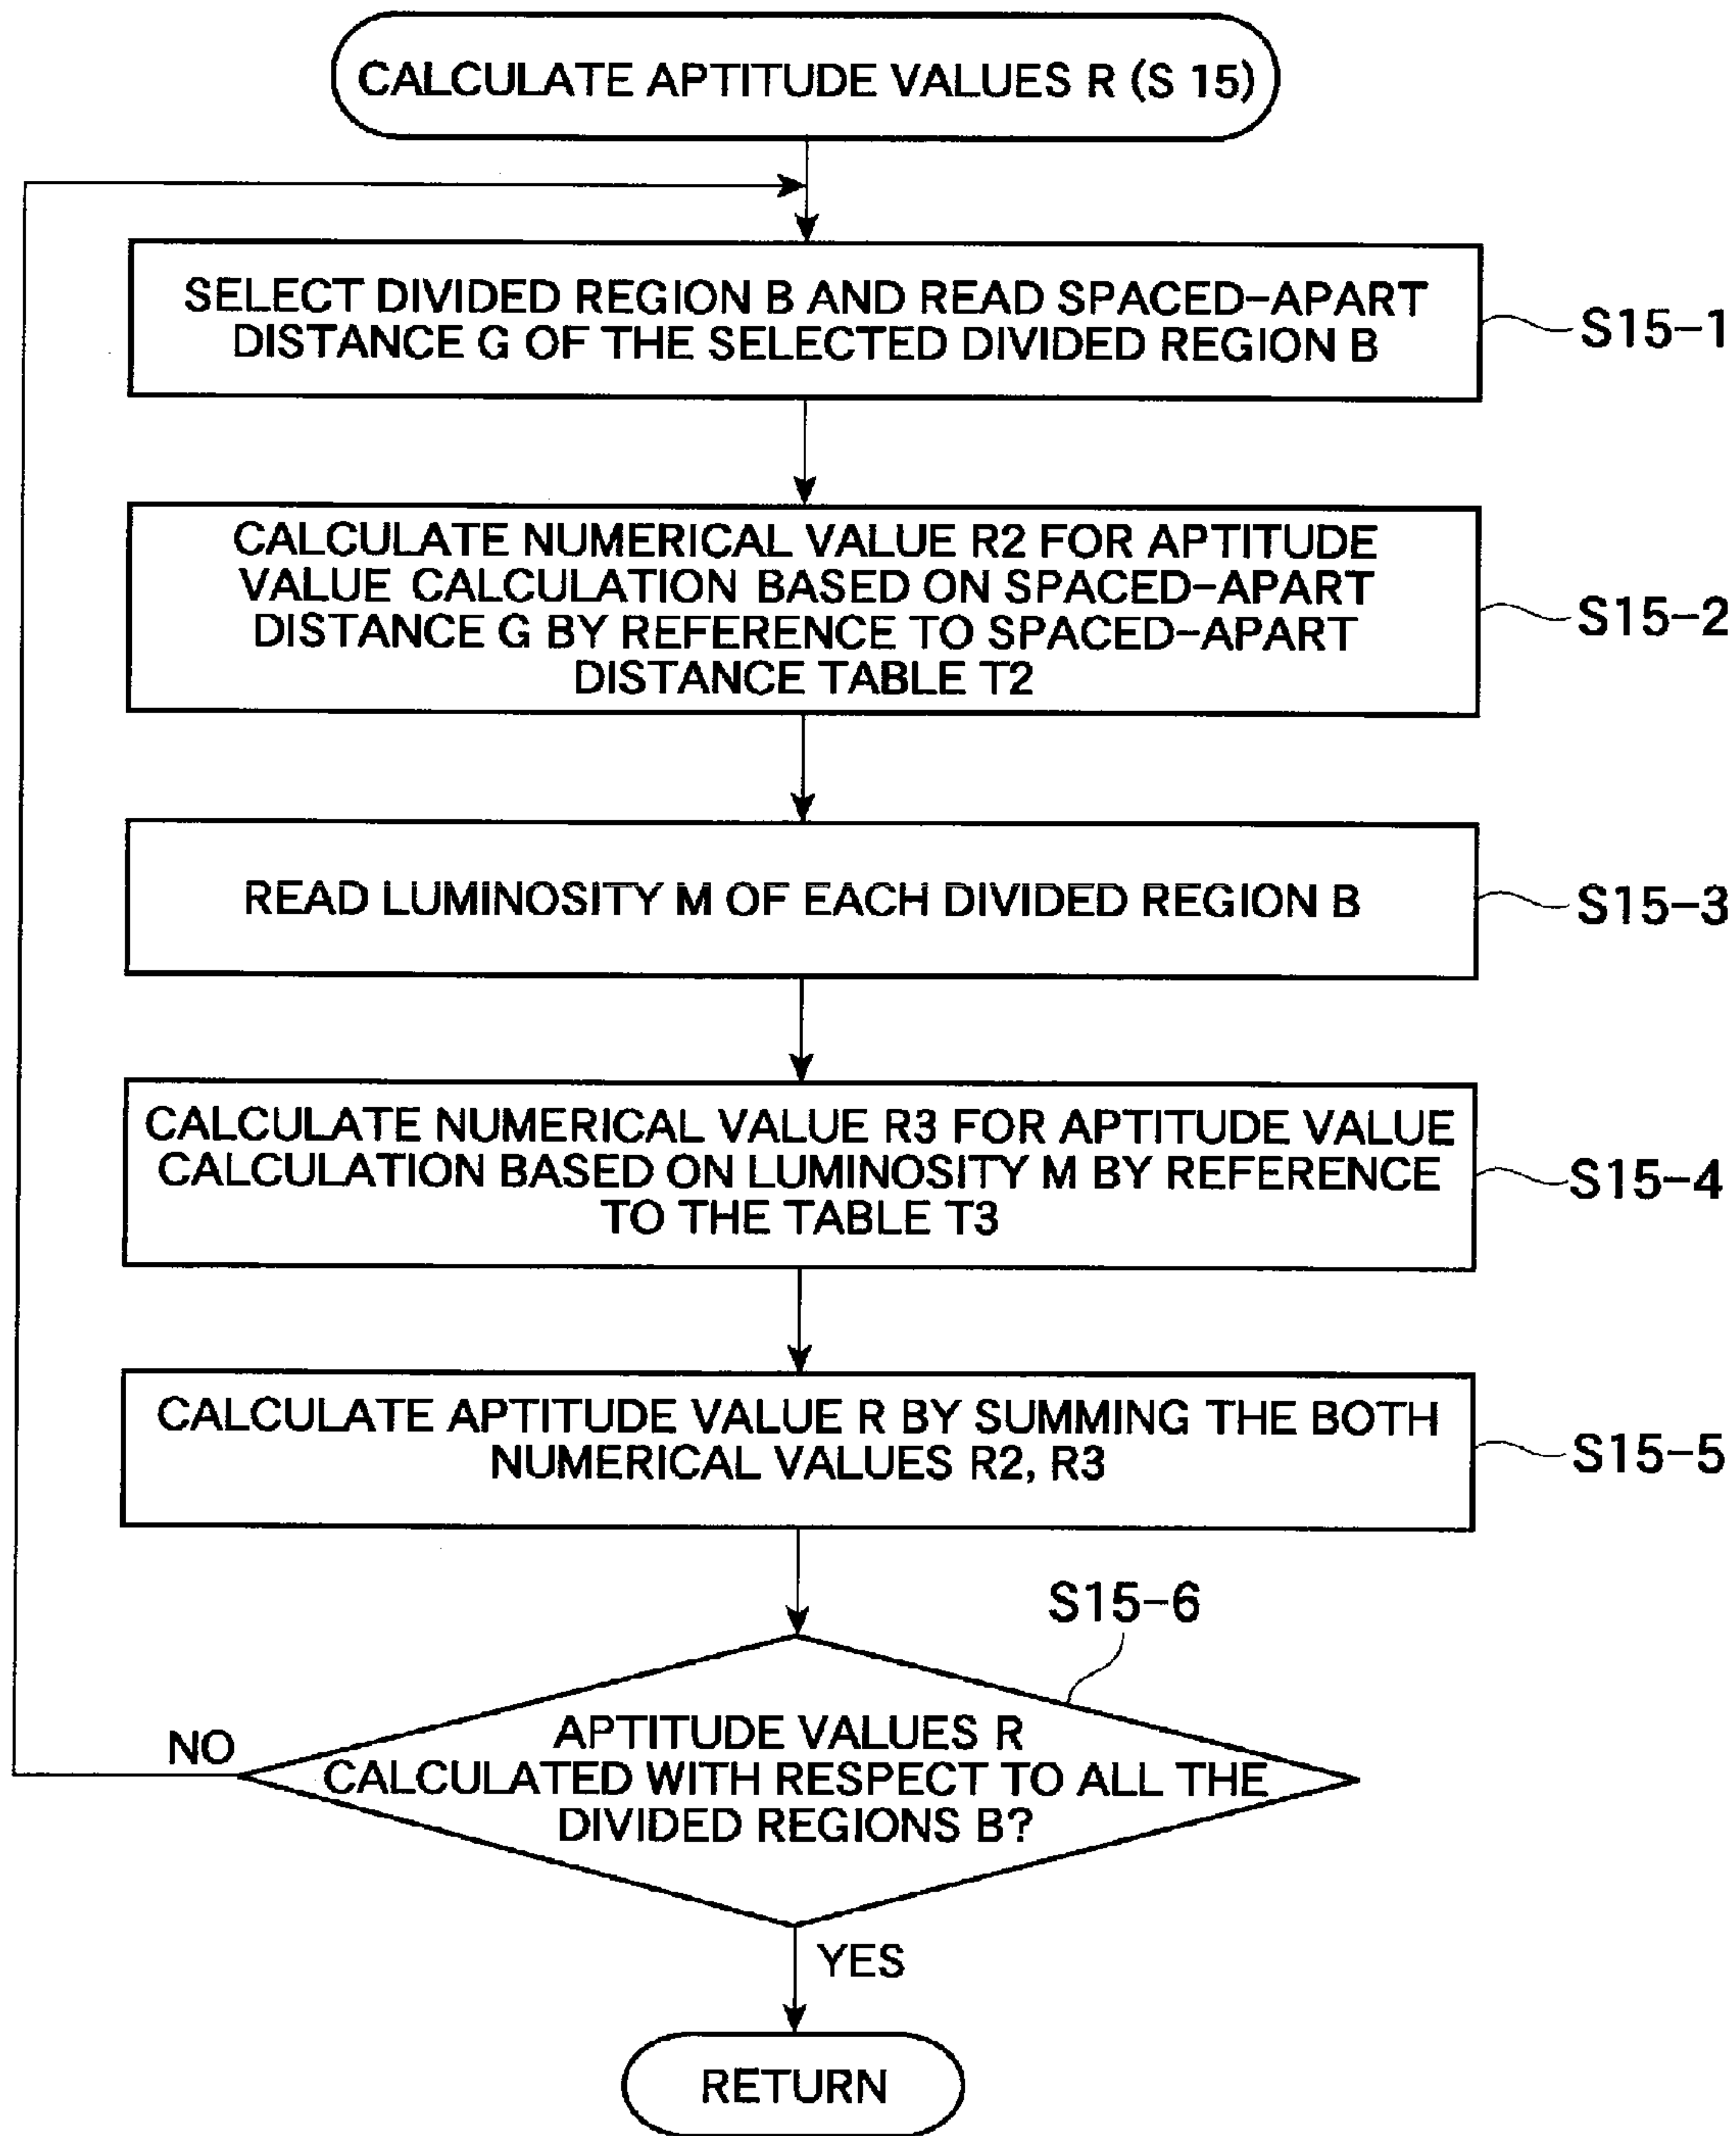 CALCULATE APTITUDE VALUES R (S 15)
SELECT DIVIDED REGION B AND READ SPACED-APART
DISTANCE G OF THE SELECTED DIVIDED REGION B
S15-1
CALCULATE NUMERICAL VALUE R2 FOR APTITUDE
VALUE CALCULATION BASED ON SPACED-APART
DISTANCE G BY REFERENCE TO SPACED-APART
DISTANCE TABLE T2
S15-2
READ LUMINOSITY M OF EACH DIVIDED REGION B
S15-3
CALCULATE NUMERICAL VALUE R3 FOR APTITUDE VALUE
CALCULATION BASED ON LUMINOSITY M BY REFERENCE
TO THE TABLE T3
S15-4
CALCULATE APTITUDE VALUE R BY SUMMING THE BOTH
NUMERICAL VALUES R2, R3
S15-5
S15-6
APTITUDE VALUES R
CALCULATED WITH RESPECT TO ALL THE
DIVIDED REGIONS B?
NO
YES
RETURN